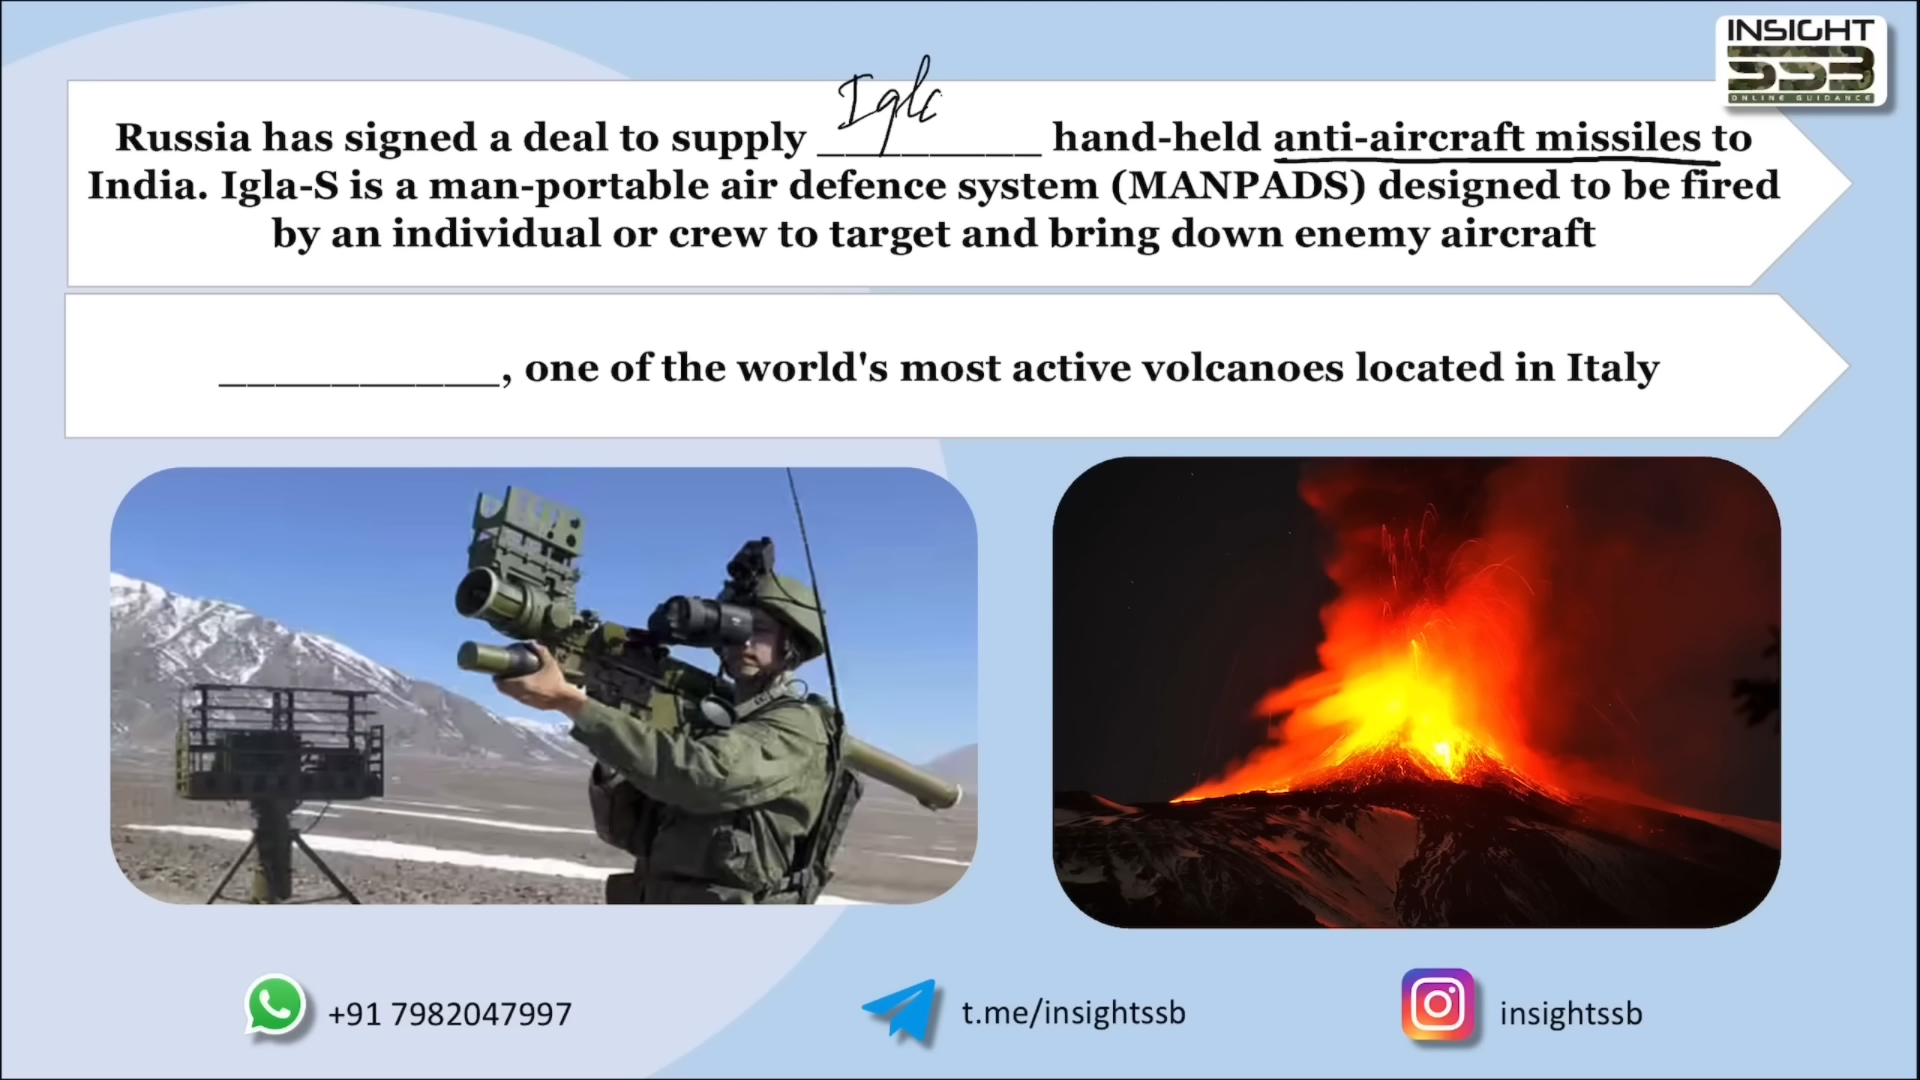 INSIGHT
SSB
ONLINE GUIDANCE
Igla
Russia has signed a deal to supply ________ hand-held anti-aircraft missiles to
India. Igla-S is a man-portable air defence system (MANPADS) designed to be fired
by an individual or crew to target and bring down enemy aircraft
__________, one of the world's most active volcanoes located in Italy
+91 7982047997
t.me/insightssb
insightssb